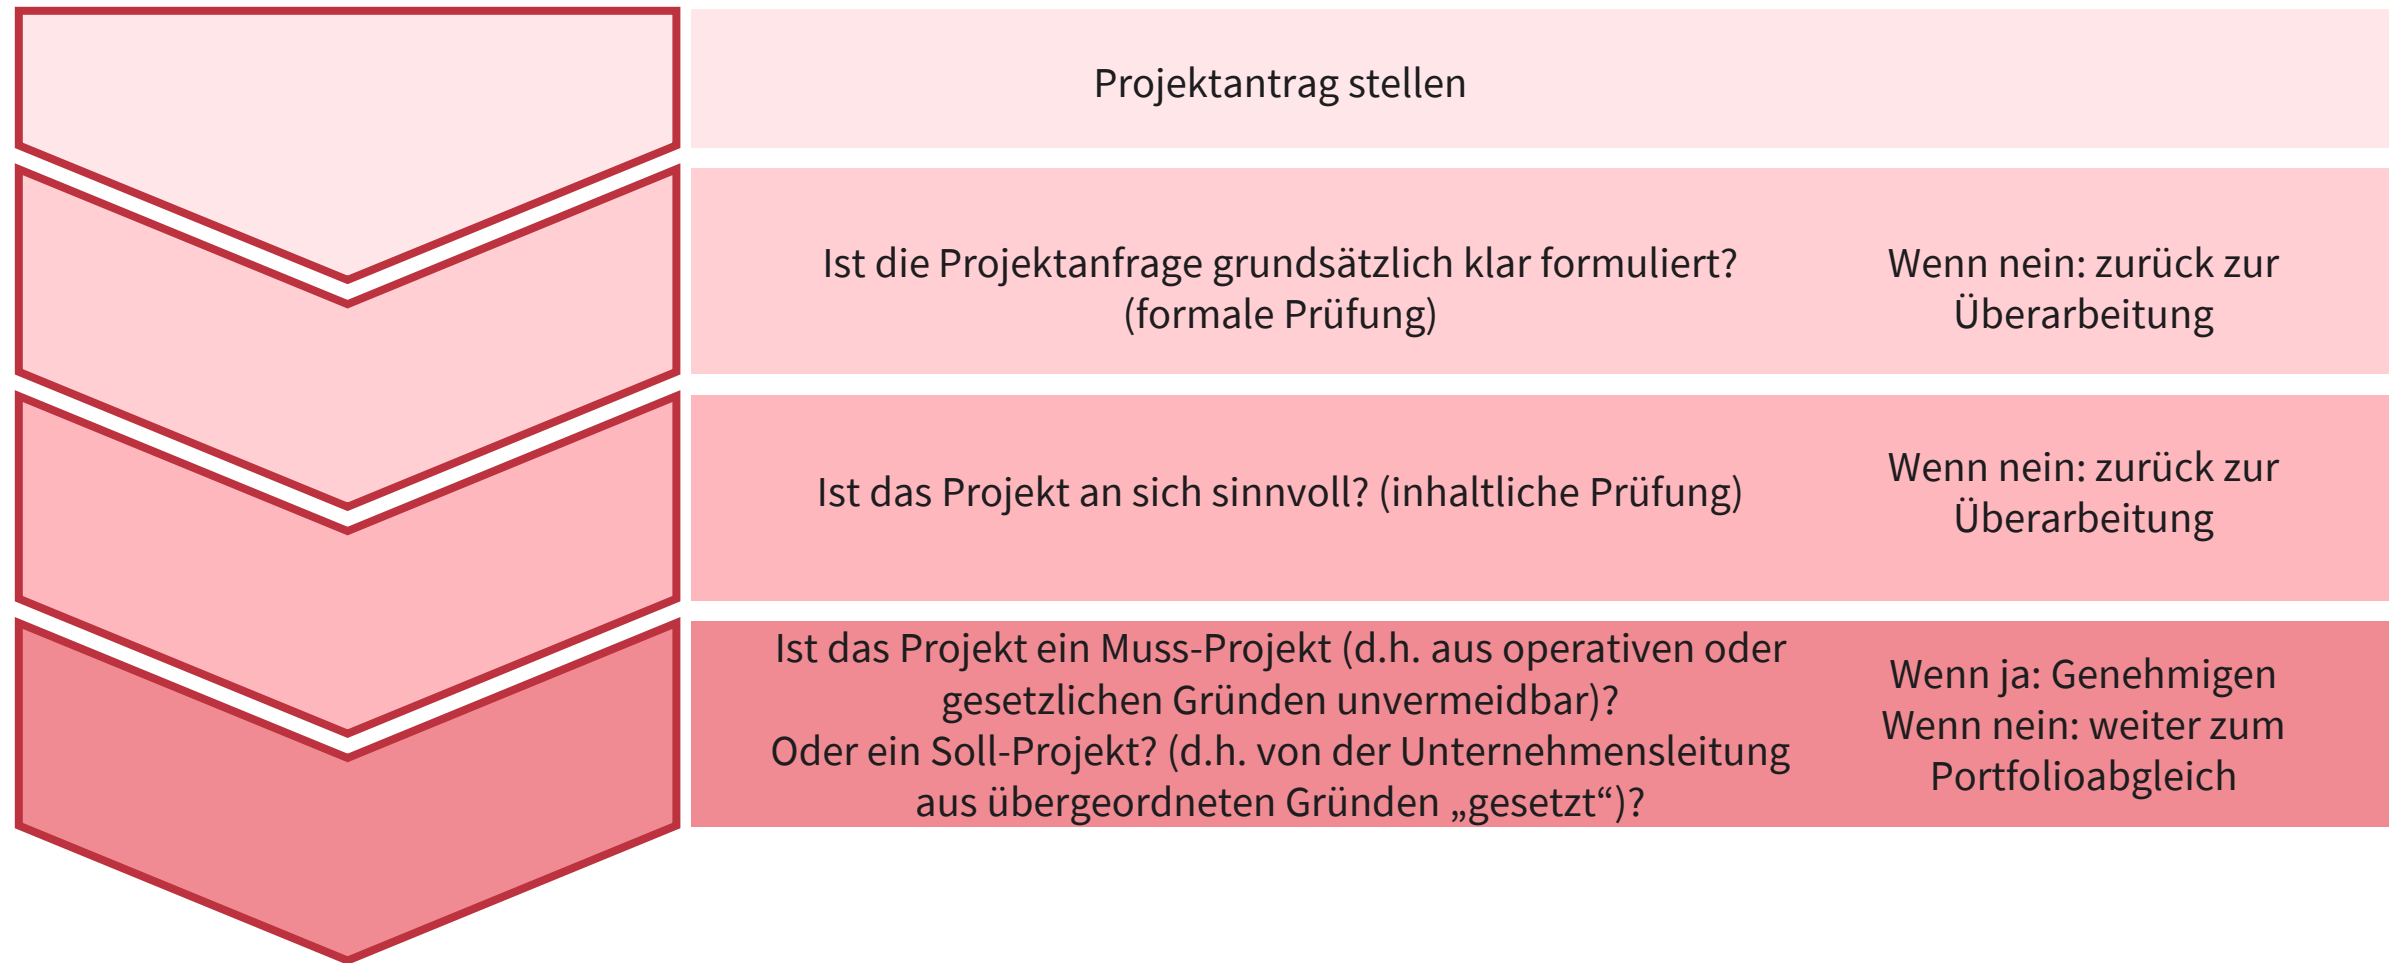 Projektantrag stellen
Ist die Projektanfrage grundsätzlich klar formuliert?
(formale Prüfung)
Wenn nein: zurück zur
Überarbeitung
Ist das Projekt an sich sinnvoll? (inhaltliche Prüfung)
Wenn nein: zurück zur
Überarbeitung
Ist das Projekt ein Muss-Projekt (d.h. aus operativen oder
gesetzlichen Gründen unvermeidbar)?
Oder ein Soll-Projekt? (d.h. von der Unternehmensleitung
aus übergeordneten Gründen „gesetzt“)?
Wenn ja: Genehmigen
Wenn nein: weiter zum
Portfolioabgleich